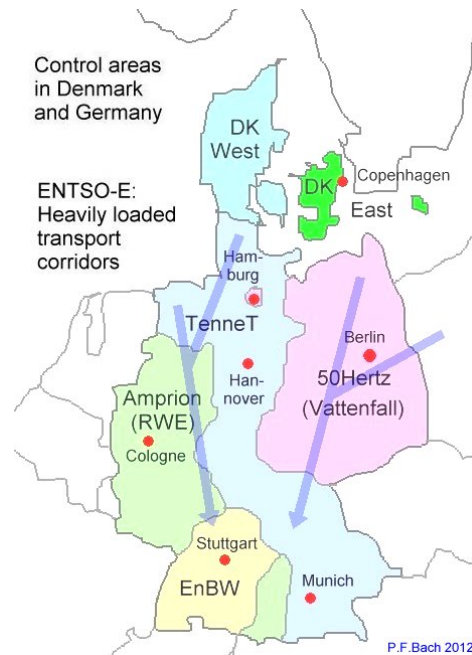 Control areas
in Denmark
and Germany
ENTSO-E:
Heavily loaded
transport
corridors
DK
West
DK
Copenhagen
East
Ham-
burg
TenneT
Han-
nover
Berlin
50Hertz
(Vattenfall)
Amprion
(RWE)
Cologne
Stuttgart
EnBW
Munich
P.F.Bach 2012